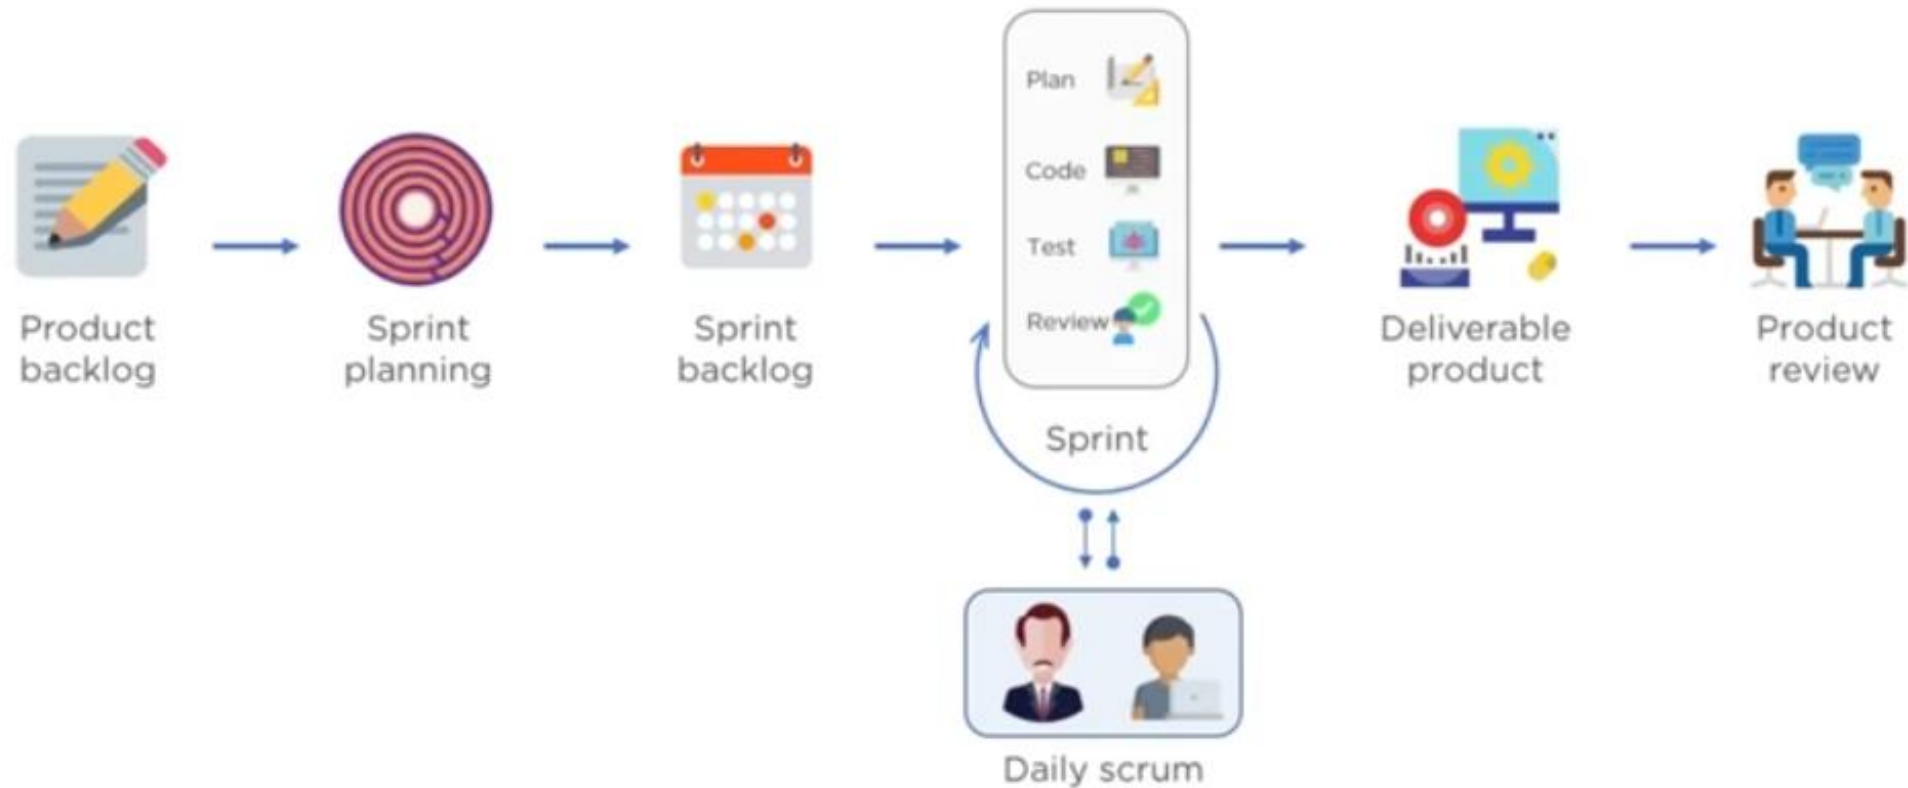 Product
backlog
Sprint
planning
Sprint
backlog
Plan
Code
Test
Review
Sprint
Daily scrum
Deliverable
product
Product
review